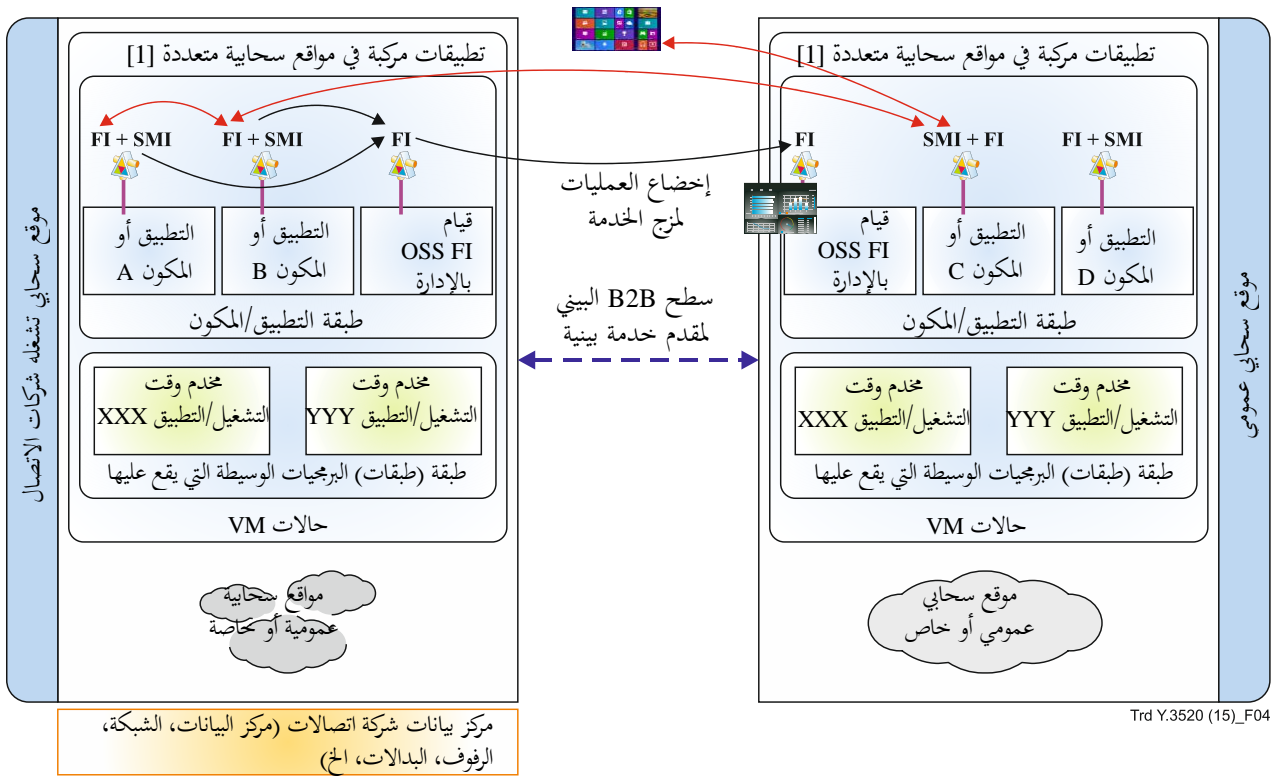 موقع سحابي تشغله شركات الاتصال
تطبيقات مركبة في مواقع سحابية متعددة [1]
FI + SMI
FI + SMI
FI
التطبيق أو
المكون A
التطبيق أو
المكون B
قيام
OSS FI
بالإدارة
طبقة التطبيق/المكون
مخدم وقت
التشغيل/التطبيق XXX
مخدم وقت
التشغيل/التطبيق YYY
طبقة (طبقات) البرمجيات الوسيطة التي يقع عليها
حالات VM
مواقع سحابية
عمومية أو خاصة
مركز بيانات شركة اتصالات (مركز البيانات، الشبكة،
الرفوف، البدالات، الخ)
إخضاع العمليات
لمزج الخدمة
سطح B2B البيني
لمقدم خدمة بينية
تطبيقات مركبة في مواقع سحابية متعددة [1]
FI
SMI + FI
FI + SMI
قيام
OSS FI
بالإدارة
التطبيق أو
المكون C
التطبيق أو
المكون D
طبقة التطبيق/المكون
مخدم وقت
التشغيل/التطبيق XXX
مخدم وقت
التشغيل/التطبيق YYY
طبقة (طبقات) البرمجيات الوسيطة التي يقع عليها
حالات VM
موقع سحابي
عمومي أو خاص
موقع سحابي عمومي
Trd Y.3520 (15)_F04